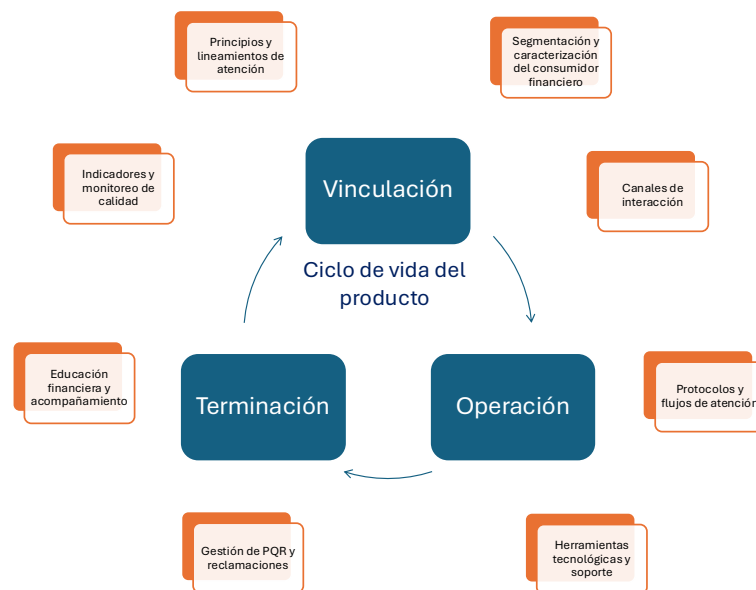 Principios y
lineamientos de
atención
Segmentación y
caracterización
del consumidor
financiero
Indicadores y
monitoreo de
calidad
Vinculación
Canales de
interacción
Ciclo de vida del
producto
Educación
financiera y
acompañamiento
Terminación
Operación
Protocolos y
flujos de atención
Gestión de PQR y
reclamaciones
Herramientas
tecnológicas y
soporte